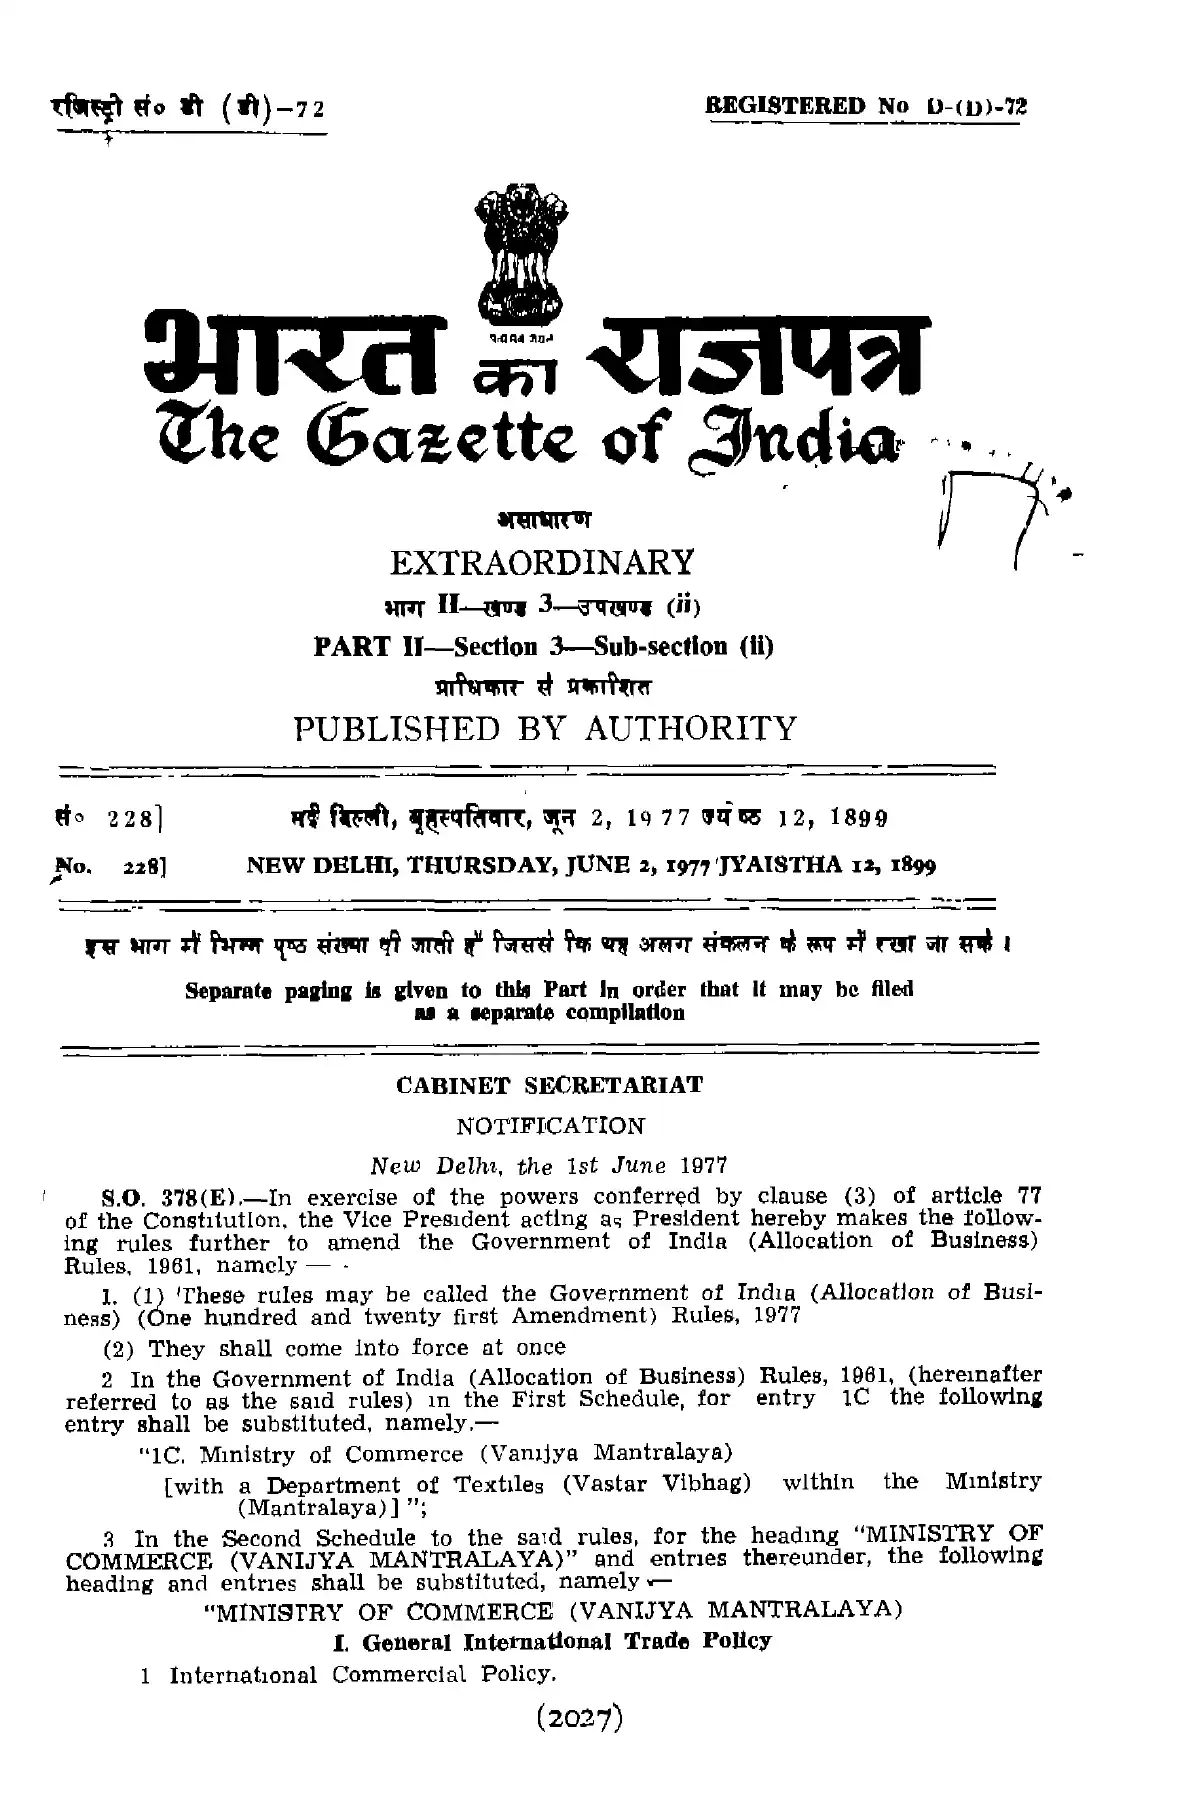 रजिस्ट्री सं० डी (डी)-72
REGISTERED No D-(D)-72
भारत का राजपत्र
The Gazette of India
असाधारण
EXTRAORDINARY
भाग II—खण्ड 3—उपखण्ड (ii)
PART II—Section 3—Sub-section (ii)
प्राधिकार से प्रकाशित
PUBLISHED BY AUTHORITY
सं० 228] नई दिल्ली, बृहस्पतिवार, जून 2, 1977 ज्येष्ठ 12, 1899
No. 228] NEW DELHI, THURSDAY, JUNE 2, 1977 JYAISTHA 12, 1899
इस भाग में भिन्न पृष्ठ संख्या दी जाती है जिससे कि यह अलग संकलन के रूप में रखा जा सके।
Separate paging is given to this Part in order that it may be filed
as a separate compilation
CABINET SECRETARIAT
NOTIFICATION
New Delhi, the 1st June 1977
S.O. 378(E).—In exercise of the powers conferred by clause (3) of article 77
of the Constitution, the Vice President acting as President hereby makes the follow-
ing rules further to amend the Government of India (Allocation of Business)
Rules, 1961, namely —
1. (1) These rules may be called the Government of India (Allocation of Busi-
ness) (One hundred and twenty first Amendment) Rules, 1977
(2) They shall come into force at once
2 In the Government of India (Allocation of Business) Rules, 1961, (hereinafter
referred to as the said rules) in the First Schedule, for entry 1C the following
entry shall be substituted, namely.—
"1C. Ministry of Commerce (Vanijya Mantralaya)
[with a Department of Textiles (Vastar Vibhag) within the Ministry
(Mantralaya)] ";
3 In the Second Schedule to the said rules, for the heading "MINISTRY OF
COMMERCE (VANIJYA MANTRALAYA)" and entries thereunder, the following
heading and entries shall be substituted, namely :—
"MINISTRY OF COMMERCE (VANIJYA MANTRALAYA)
I. General International Trade Policy
1 International Commercial Policy.
(2027)